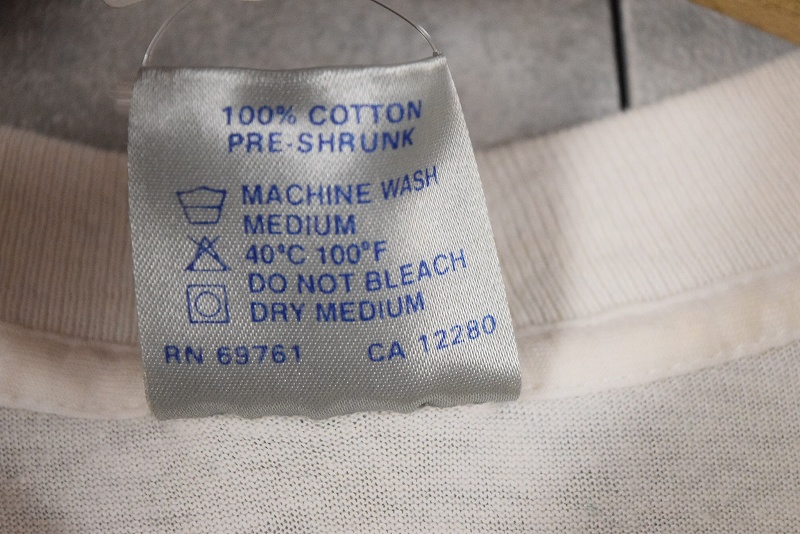 100% COTTON
PRE-SHRUNK
MACHINE WASH
MEDIUM
40°C 100°F
DO NOT BLEACH
DRY MEDIUM
RN 69761 CA 12280